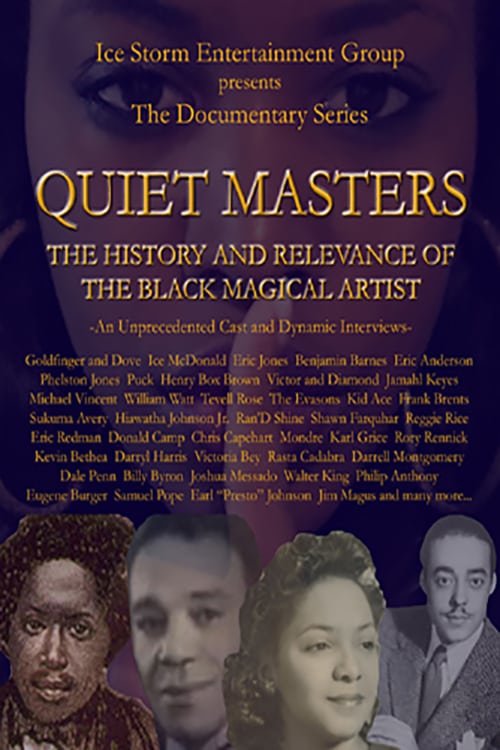 Ice Storm Entertainment Group
presents
The Documentary Series
QUIET MASTERS
THE HISTORY AND RELEVANCE OF
THE BLACK MAGICAL ARTIST
-An Unprecedented Cast and Dynamic Interviews-
Goldfinger and Dove Ice McDonald Eric Jones Benjamin Barnes Eric Anderson
Phelston Jones Puck Henry Box Brown Victor and Diamond Jamahl Keyes
Michael Vincent William Watt Tevell Rose The Evasons Kid Ace Frank Brents
Sukuma Avery Hiawatha Johnson Jr. Ran'D Shine Shawn Farquhar Reggie Rice
Eric Redman Donald Camp Chris Capehart Mondre Karl Grice Rory Rennick
Kevin Bethea Darryl Harris Victoria Bey Rasta Cadabra Darrell Montgomery
Dale Penn Billy Byron Joshua Messado Walter King Philip Anthony
Eugene Burger Samuel Pope Earl "Presto" Johnson Jim Magus and many more...